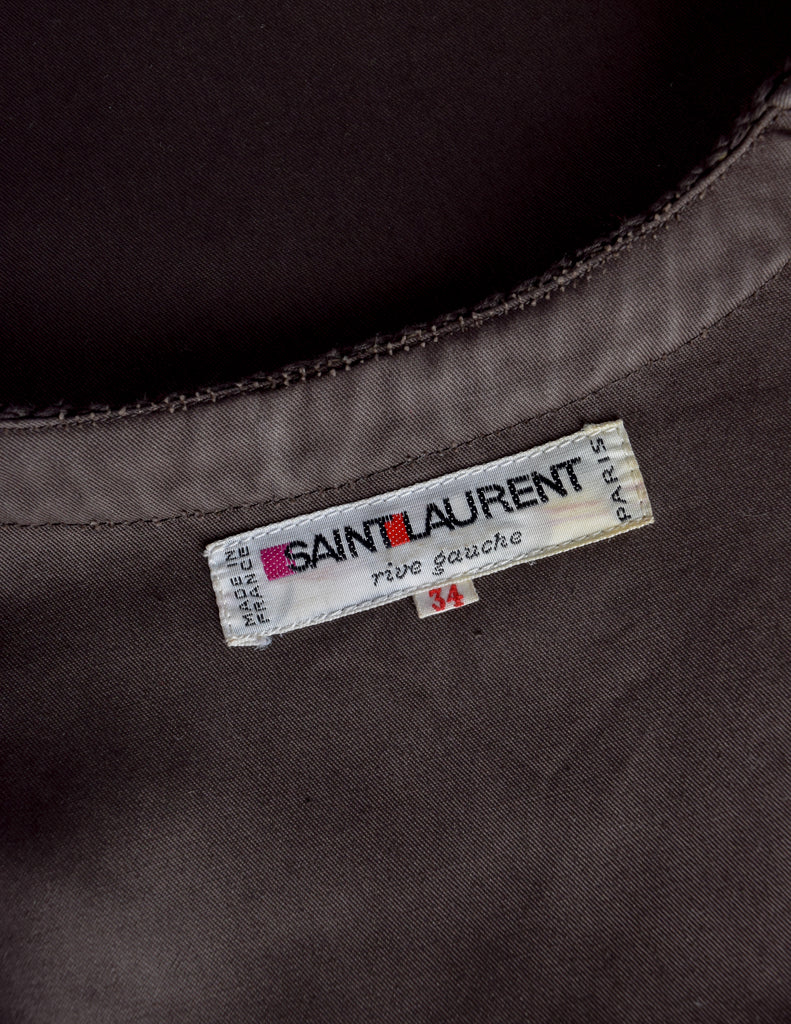 MADE IN
FRANCE
SAINT LAURENT
rive gauche
PARIS
34